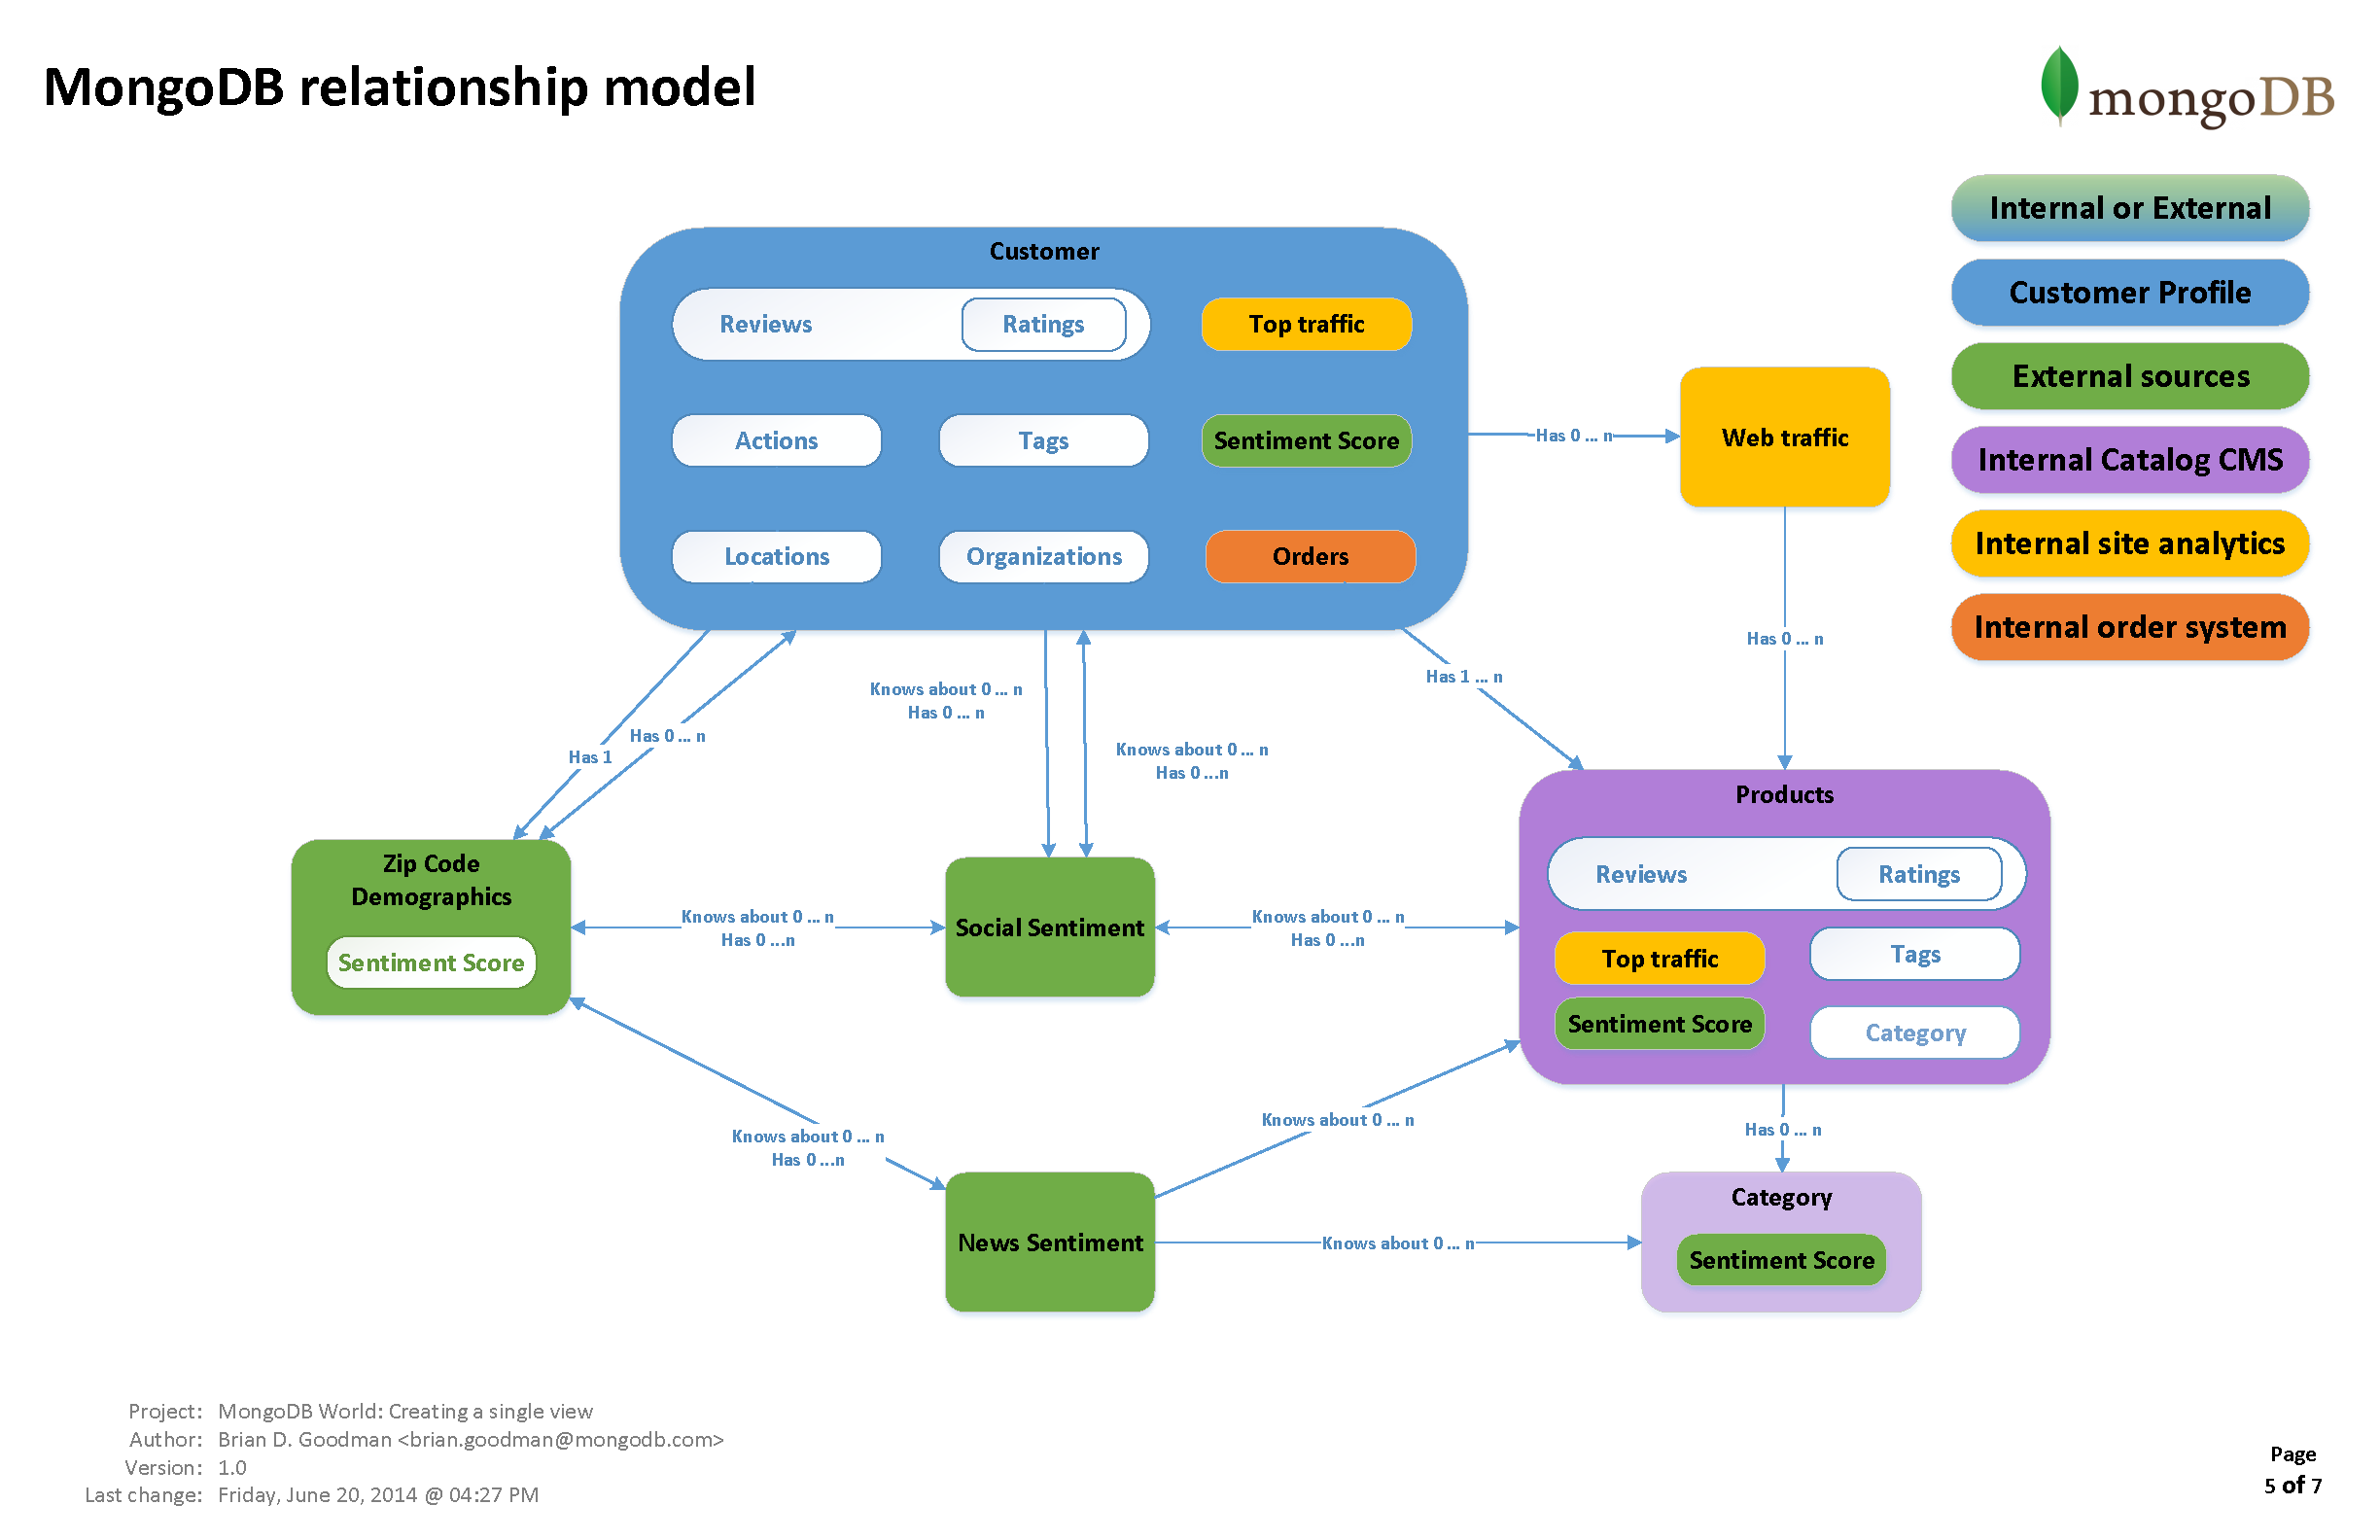 MongoDB relationship model
mongoDB
Internal or External
Customer Profile
External sources
Internal Catalog CMS
Internal site analytics
Internal order system
Customer
Reviews
Ratings
Top traffic
Actions
Tags
Sentiment Score
Locations
Organizations
Orders
Has 0 ... n
Web traffic
Has 0 ... n
Has 1 ... n
Knows about 0 ... n
Has 0 ... n
Knows about 0 ... n
Has 0 ...n
Has 0 ... n
Has 1
Zip Code
Demographics
Sentiment Score
Knows about 0 ... n
Has 0 ...n
Social Sentiment
Knows about 0 ... n
Has 0 ...n
Products
Reviews
Ratings
Top traffic
Tags
Sentiment Score
Category
Knows about 0 ... n
Has 0 ...n
Knows about 0 ... n
Has 0 ... n
News Sentiment
Knows about 0 ... n
Category
Sentiment Score
Project: MongoDB World: Creating a single view
Author: Brian D. Goodman <brian.goodman@mongodb.com>
Version: 1.0
Last change: Friday, June 20, 2014 @ 04:27 PM
Page
5 of 7